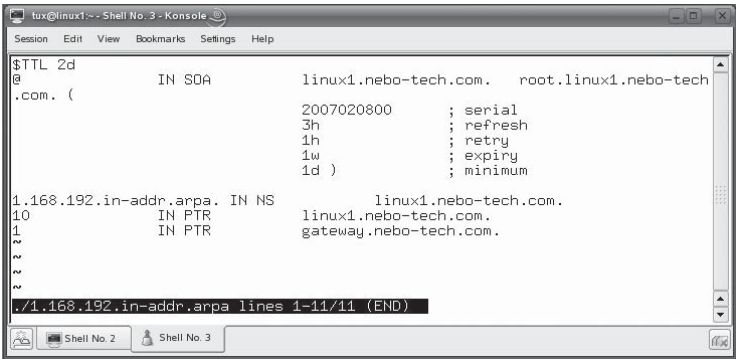 tux@linux1:~ - Shell No. 3 - Konsole
Session Edit View Bookmarks Settings Help
$TTL 2d
@ IN SOA linux1.nebo-tech.com. root.linux1.nebo-tech
.com. (
2007020800 ; serial
3h ; refresh
1h ; retry
1w ; expiry
1d ) ; minimum
1.168.192.in-addr.arpa. IN NS linux1.nebo-tech.com.
10 IN PTR linux1.nebo-tech.com.
1 IN PTR gateway.nebo-tech.com.
~
~
~
~
./1.168.192.in-addr.arpa lines 1-11/11 (END)
Shell No. 2 Shell No. 3